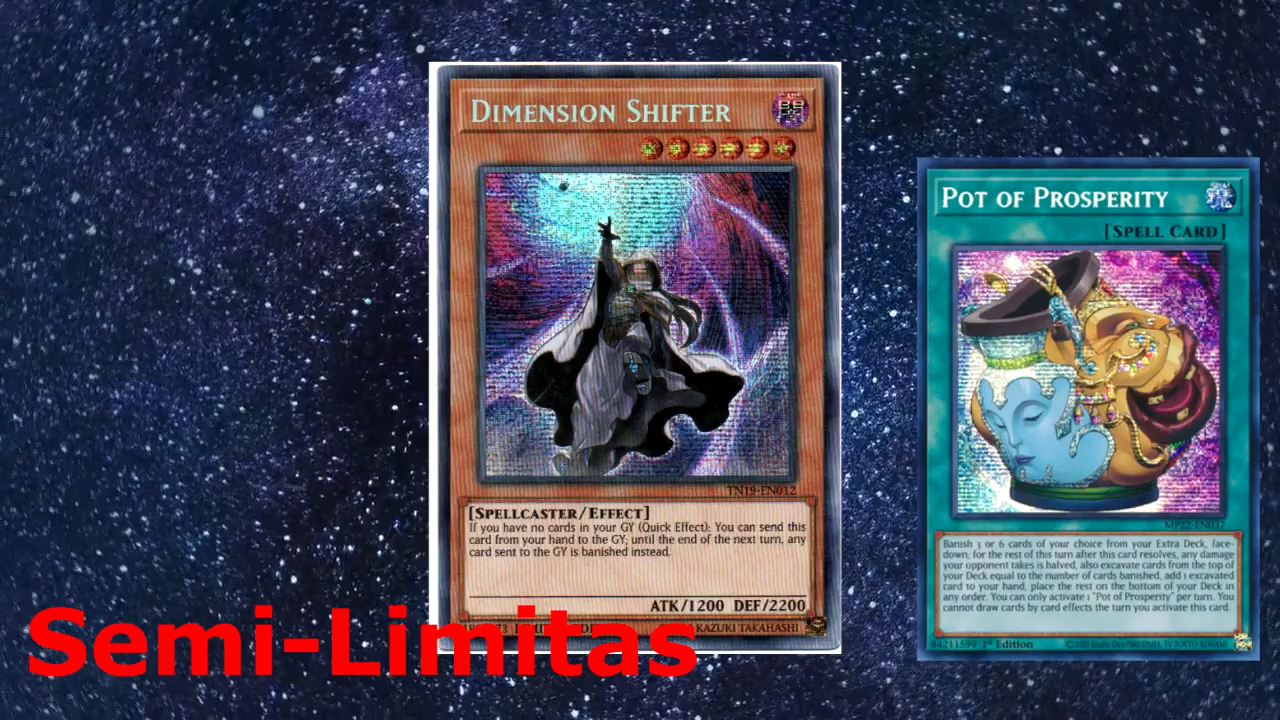 DIMENSION SHIFTER
TN19-EN012
[SPELLCASTER/EFFECT]
If you have no cards in your GY (Quick Effect): You can send this
card from your hand to the GY; until the end of the next turn, any
card sent to the GY is banished instead.
ATK/1200 DEF/2200
KAZUKI TAKAHASHI
POT OF PROSPERITY
[SPELL CARD]
MP22-EN037
Banish 3 or 6 cards of your choice from your Extra Deck, face-
down; for the rest of this turn after this card resolves, any damage
your opponent takes is halved, also excavate cards from the top of
your Deck equal to the number of cards banished, add 1 excavated
card to your hand, place the rest on the bottom of your Deck in
any order. You can only activate 1 "Pot of Prosperity" per turn. You
cannot draw cards by card effects the turn you activate this card.
84211599 1st Edition
Semi-Limitas